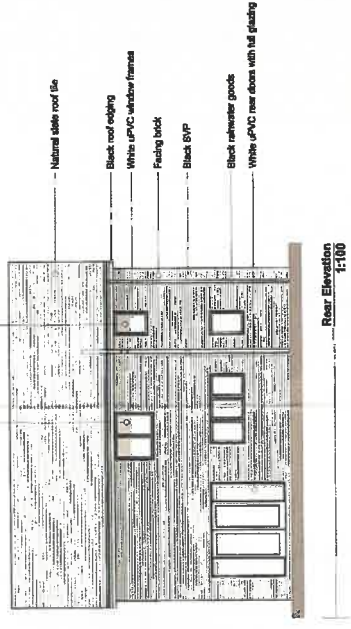 Natural slate roof tile
Black roof edging
White uPVC window frames
Facing brick
Black SVP
Black rainwater goods
White uPVC rear doors with full glazing
Rear Elevation
1:100